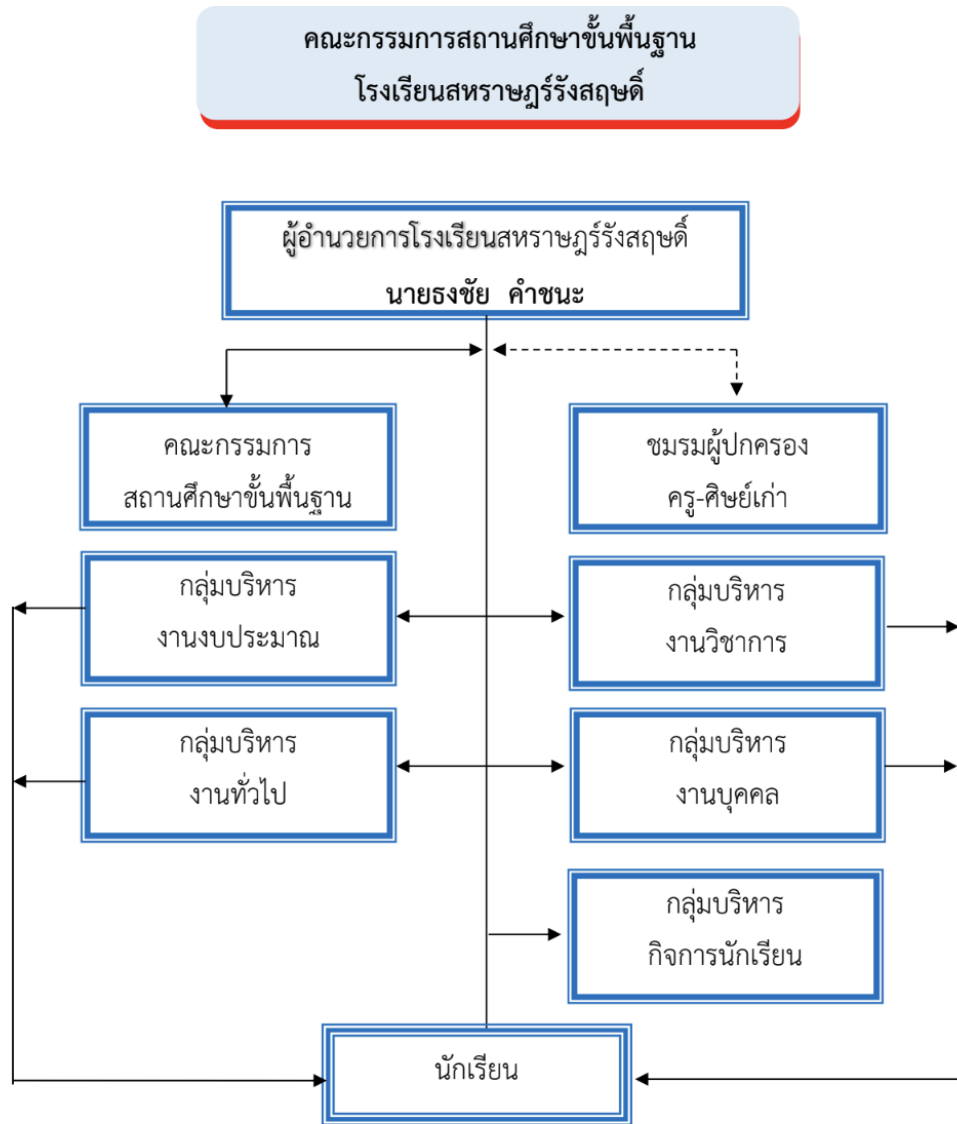 คณะกรรมการสถานศึกษาขั้นพื้นฐาน
โรงเรียนสหราษฎร์รังสฤษดิ์
ผู้อำนวยการโรงเรียนสหราษฎร์รังสฤษดิ์
นายธงชัย คำชนะ
คณะกรรมการ
สถานศึกษาขั้นพื้นฐาน
ชมรมผู้ปกครอง
ครู-ศิษย์เก่า
กลุ่มบริหาร
งานงบประมาณ
กลุ่มบริหาร
งานวิชาการ
กลุ่มบริหาร
งานทั่วไป
กลุ่มบริหาร
งานบุคคล
กลุ่มบริหาร
กิจการนักเรียน
นักเรียน